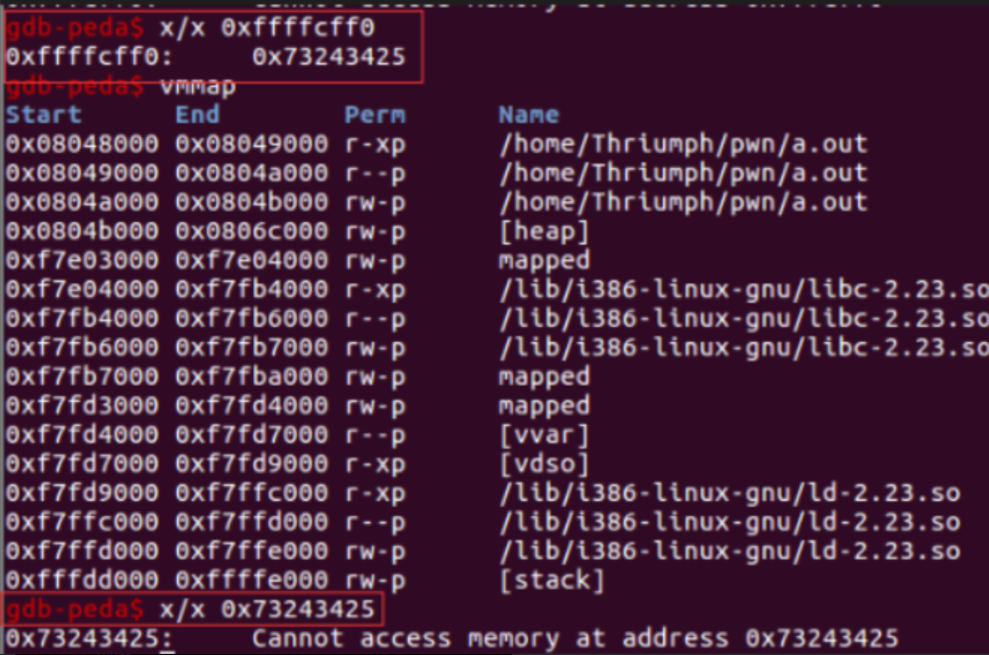 gdb-peda$ x/x 0xffffcff0
0xffffcff0: 0x73243425
gdb-peda$ vmmap
Start End Perm Name
0x08048000 0x08049000 r-xp /home/Thriumph/pwn/a.out
0x08049000 0x0804a000 r--p /home/Thriumph/pwn/a.out
0x0804a000 0x0804b000 rw-p /home/Thriumph/pwn/a.out
0x0804b000 0x0806c000 rw-p [heap]
0xf7e03000 0xf7e04000 rw-p mapped
0xf7e04000 0xf7fb4000 r-xp /lib/i386-linux-gnu/libc-2.23.so
0xf7fb4000 0xf7fb6000 r--p /lib/i386-linux-gnu/libc-2.23.so
0xf7fb6000 0xf7fb7000 rw-p /lib/i386-linux-gnu/libc-2.23.so
0xf7fb7000 0xf7fba000 rw-p mapped
0xf7fd3000 0xf7fd4000 rw-p mapped
0xf7fd4000 0xf7fd7000 r--p [vvar]
0xf7fd7000 0xf7fd9000 r-xp [vdso]
0xf7fd9000 0xf7ffc000 r-xp /lib/i386-linux-gnu/ld-2.23.so
0xf7ffc000 0xf7ffd000 r--p /lib/i386-linux-gnu/ld-2.23.so
0xf7ffd000 0xf7ffe000 rw-p /lib/i386-linux-gnu/ld-2.23.so
0xfffdd000 0xffffe000 rw-p [stack]
gdb-peda$ x/x 0x73243425
0x73243425: Cannot access memory at address 0x73243425